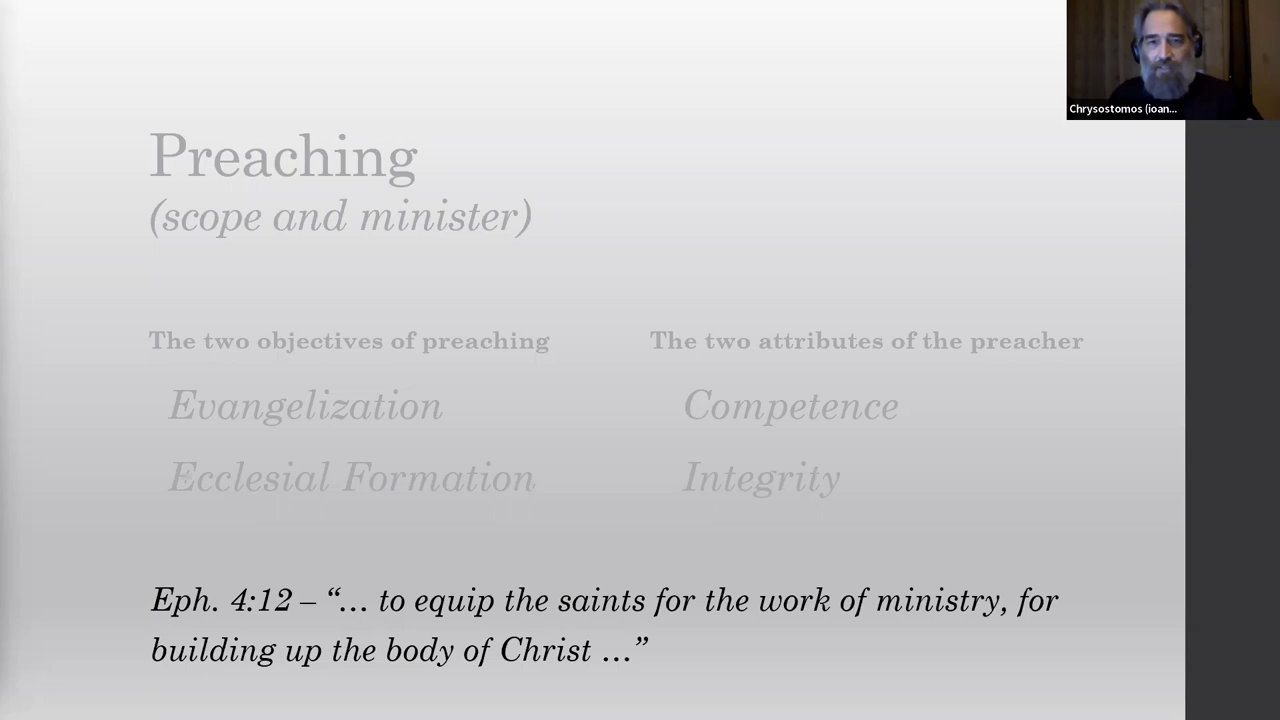 Chrysostomos (ioan...
Preaching
(scope and minister)
The two objectives of preaching
Evangelization
Ecclesial Formation
The two attributes of the preacher
Competence
Integrity
Eph. 4:12 – “… to equip the saints for the work of ministry, for
building up the body of Christ …”